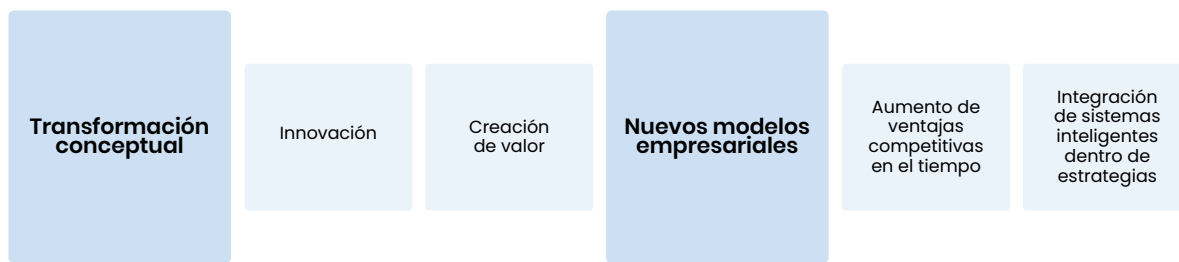 Transformación
conceptual
Innovación
Creación
de valor
Nuevos modelos
empresariales
Aumento de
ventajas
competitivas
en el tiempo
Integración
de sistemas
inteligentes
dentro de
estrategias